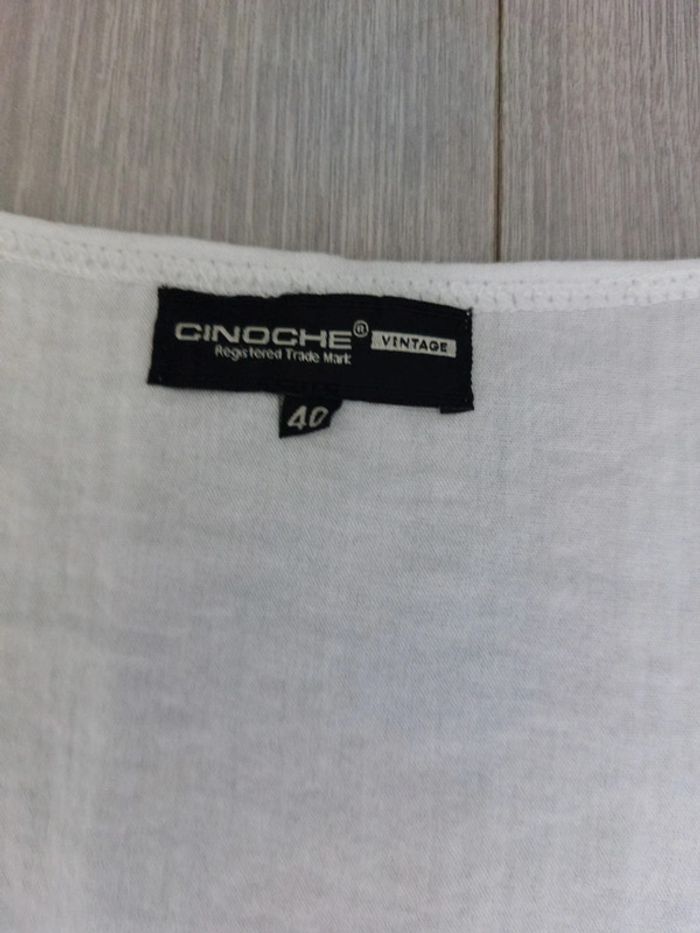 CINOCHE® VINTAGE
Registered Trade Mark
40